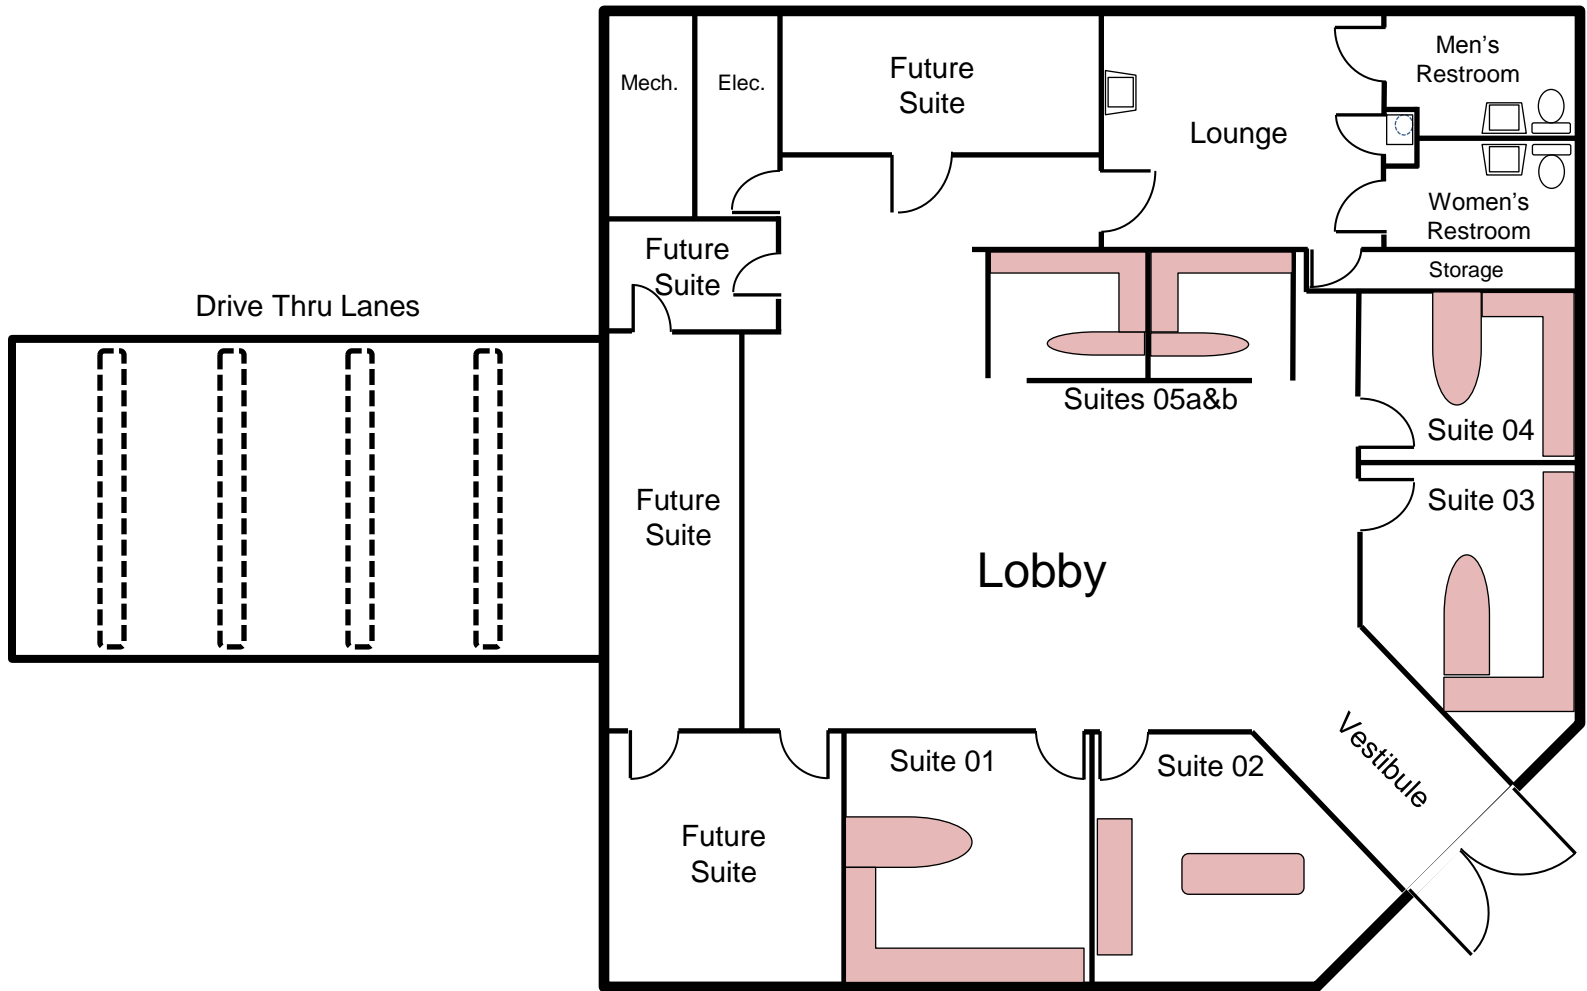 Men's
Restroom
Future
Suite
Mech.
Elec.
Lounge
Women's
Restroom
Future
Suite
Storage
Drive Thru Lanes
Suites 05a&b
Suite 04
Future
Suite
Suite 03
Lobby
Vestibule
Suite 01
Suite 02
Future
Suite